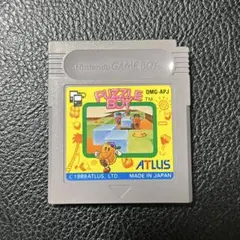 Nintendo GAME BOY
PUZZLE BOY
DMG-APJ
TM
ATLUS
©1989 ATLUS, LTD. MADE IN JAPAN